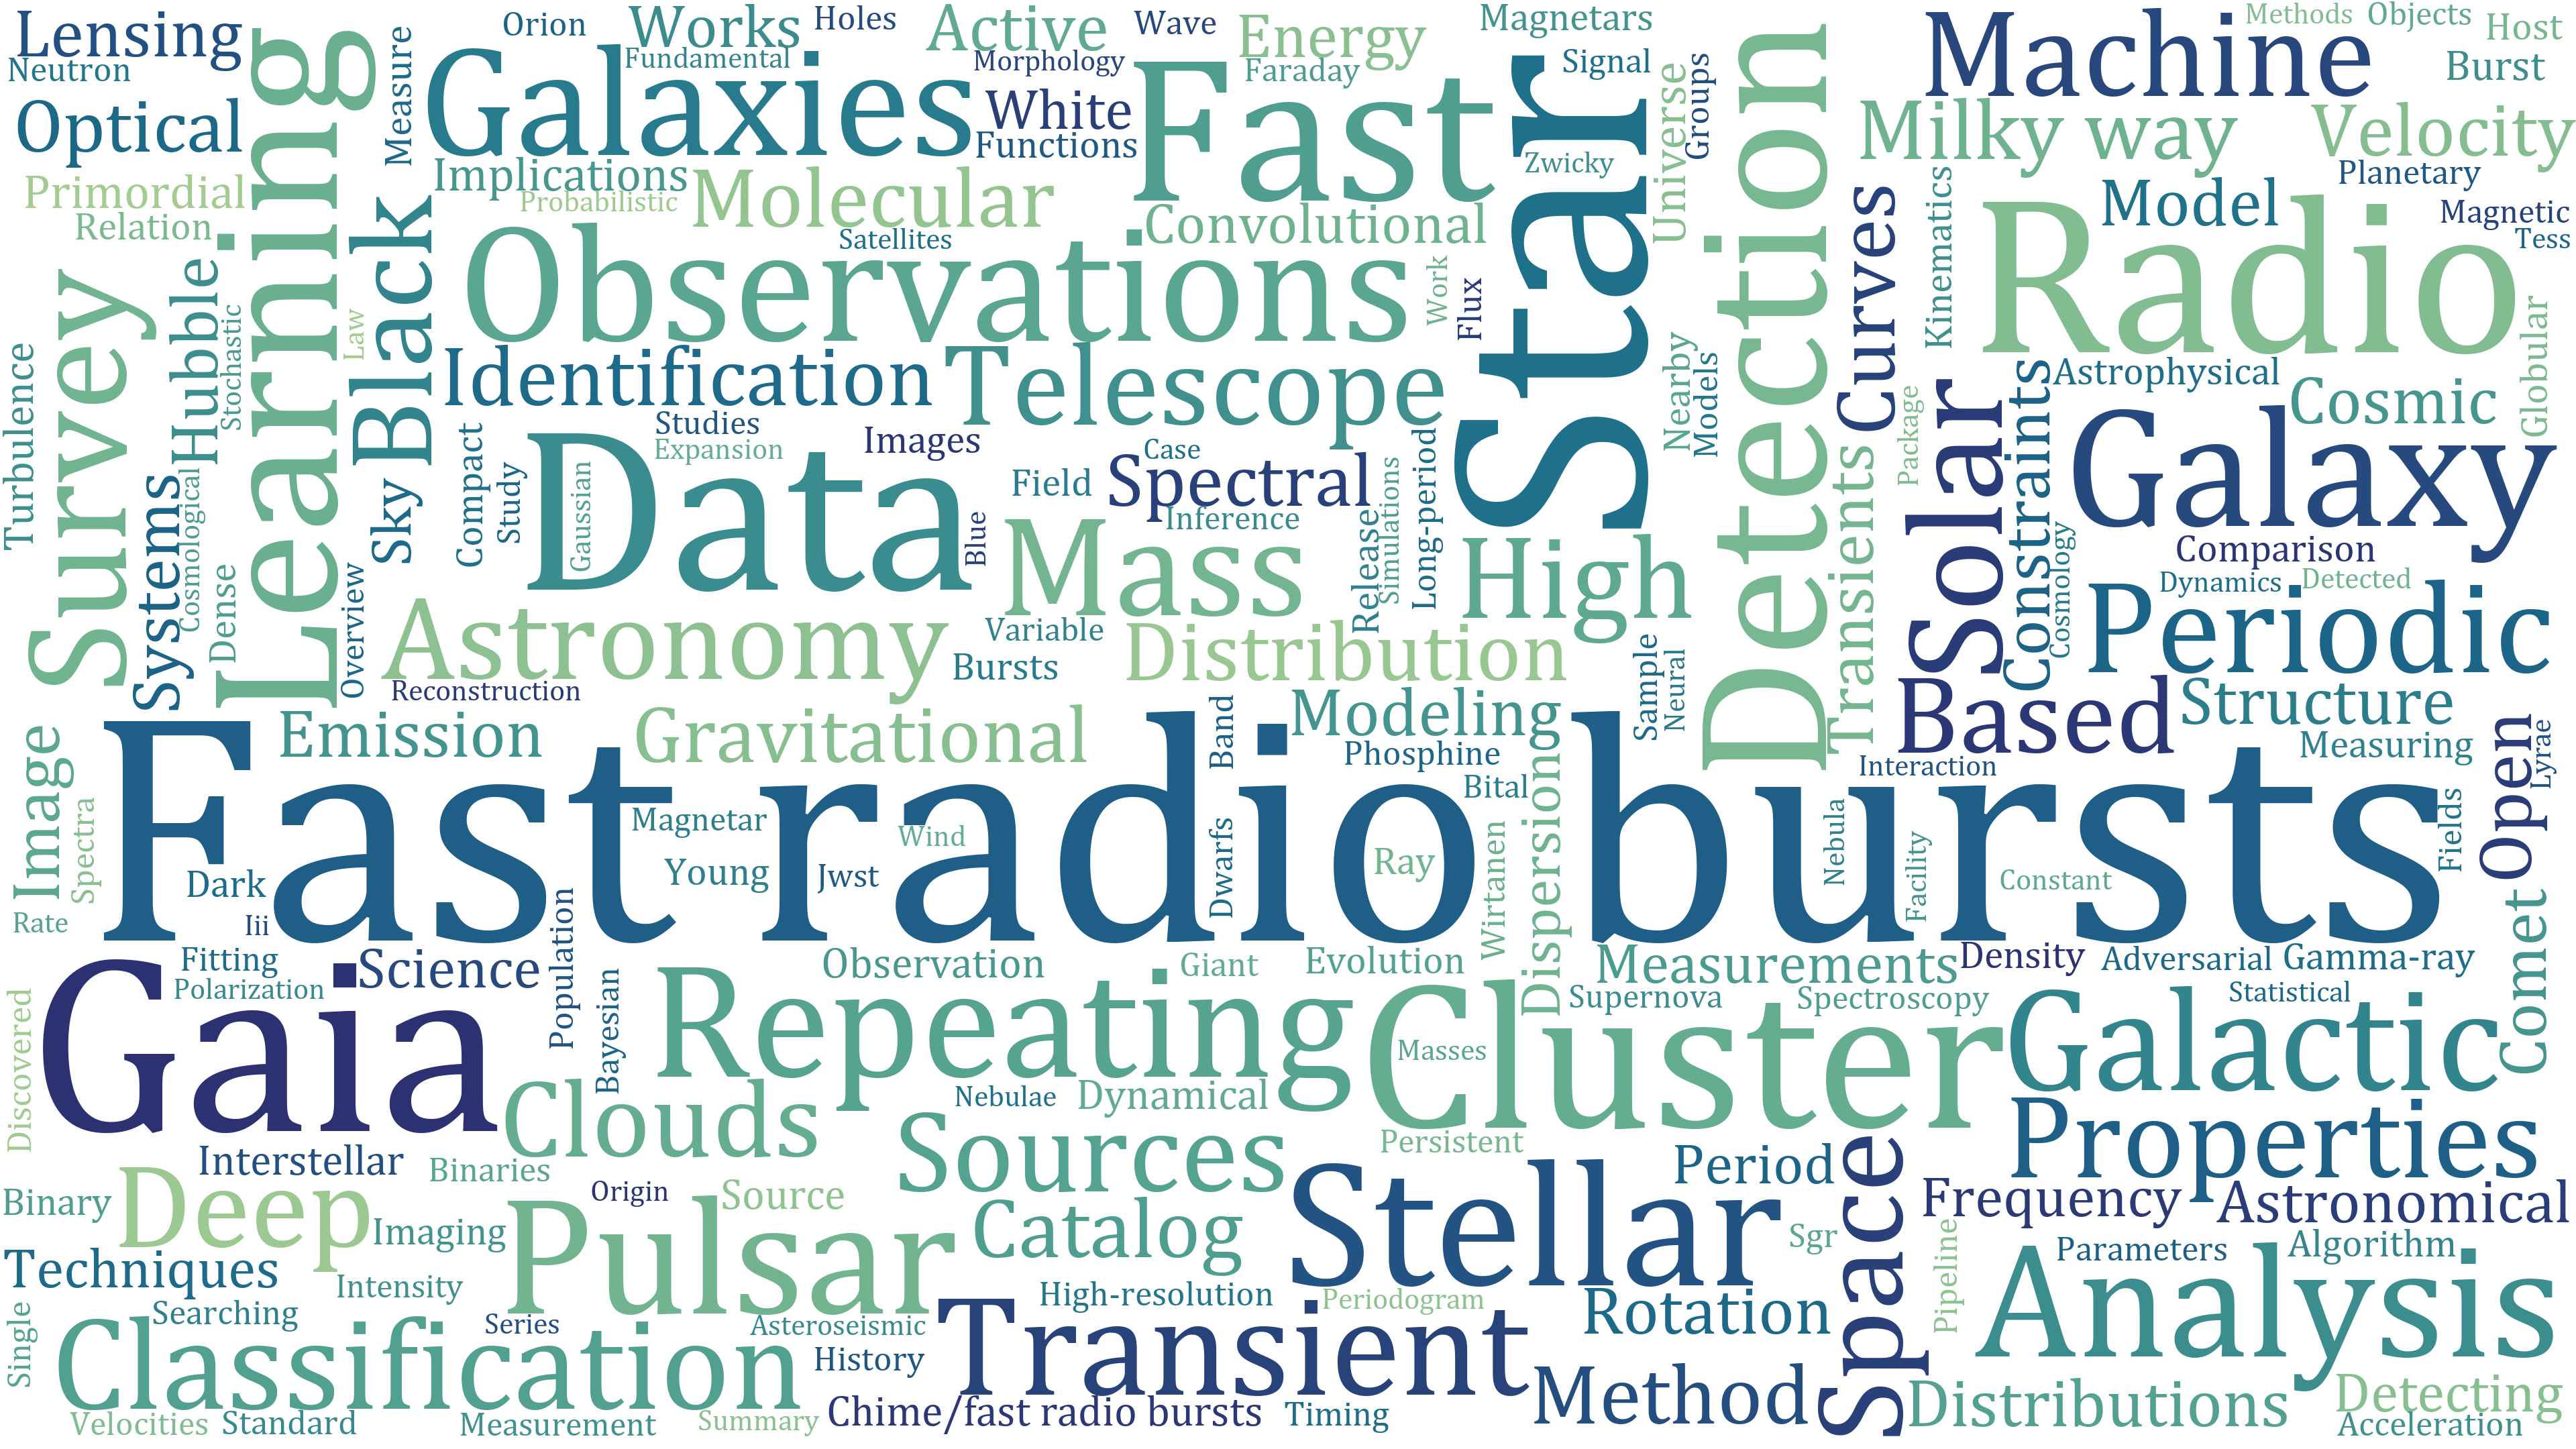 Lensing
Neutron
Optical
Primordial
Relation
Learning
Measure
Orion
Works
Holes
Fundamental
Galaxies
Active
Morphology
White
Functions
Wave
Energy
Faraday
Fast
Magnetars
Signal
Zwicky
Star
Universe
Groups
Detection
Machine
Methods
Objects
Host
Burst
Milky way
Velocity
Planetary
Magnetic
Tess
Model
Radio
Kinematics
Curves
Implications
Probabilistic
Molecular
Satellites
Convolutional
Observations
Work
Flux
Black
Law
Hubble
Stochastic
Survey
Turbulence
Identification
Telescope
Nearby
Models
Astrophysical
Cosmic
Globular
Package
Solar
Constraints
Galaxy
Studies
Expansion
Images
Case
Spectral
Field
Inference
Data
Gaussian
Blue
Compact
Study
Sky
Systems
Cosmological
Dense
Overview
Mass
Release
Simulations
Long-period
High
Transients
Comparison
Cosmology
Dynamics
Detected
Periodic
Astronomy
Variable
Bursts
Distribution
Sample
Neural
Reconstruction
Based
Structure
Measuring
Lyrae
Open
Emission
Gravitational
Band
Modeling
Phosphine
Bital
Dispersion
Interaction
Image
Spectra
Fast radio bursts
Magnetar
Young
Wind
Jwst
Dwarfs
Ray
Wirtanen
Nebula
Facility
Constant
Fields
Dark
Iii
Rate
Fitting
Polarization
Science
Population
Bayesian
Observation
Giant
Evolution
Measurements
Density
Adversarial
Gamma-ray
Comet
Gaia
Discovered
Repeating
Cluster
Supernova
Spectroscopy
Statistical
Galactic
Masses
Clouds
Nebulae
Dynamical
Sources
Persistent
Properties
Interstellar
Binaries
Binary
Deep
Origin
Source
Imaging
Pulsar
Catalog
Stellar
Period
Space
Frequency
Astronomical
Sgr
Pipeline
Parameters
Algorithm
Analysis
Techniques
Intensity
Searching
Single
Series
Asteroseismic
High-resolution
Periodogram
Rotation
Classification
History
Transient
Method
Distributions
Detecting
Acceleration
Velocities
Standard
Measurement
Summary
Chime/fast radio bursts
Timing